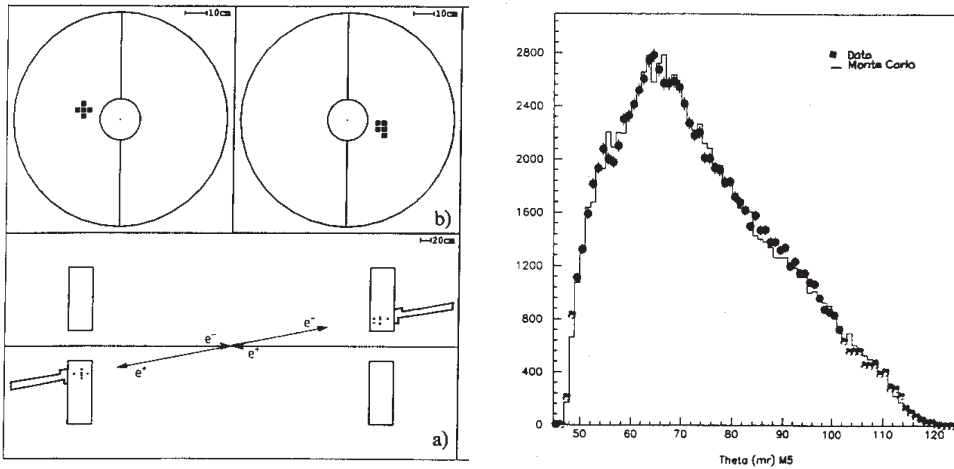 10cm
10cm
b)
20cm
e⁻
e⁻
e⁺
e⁺
a)
2800
2400
2000
1600
1200
800
400
0
Data
Monte Carlo
50 60 70 80 90 100 110 120
Theta (mr) M5